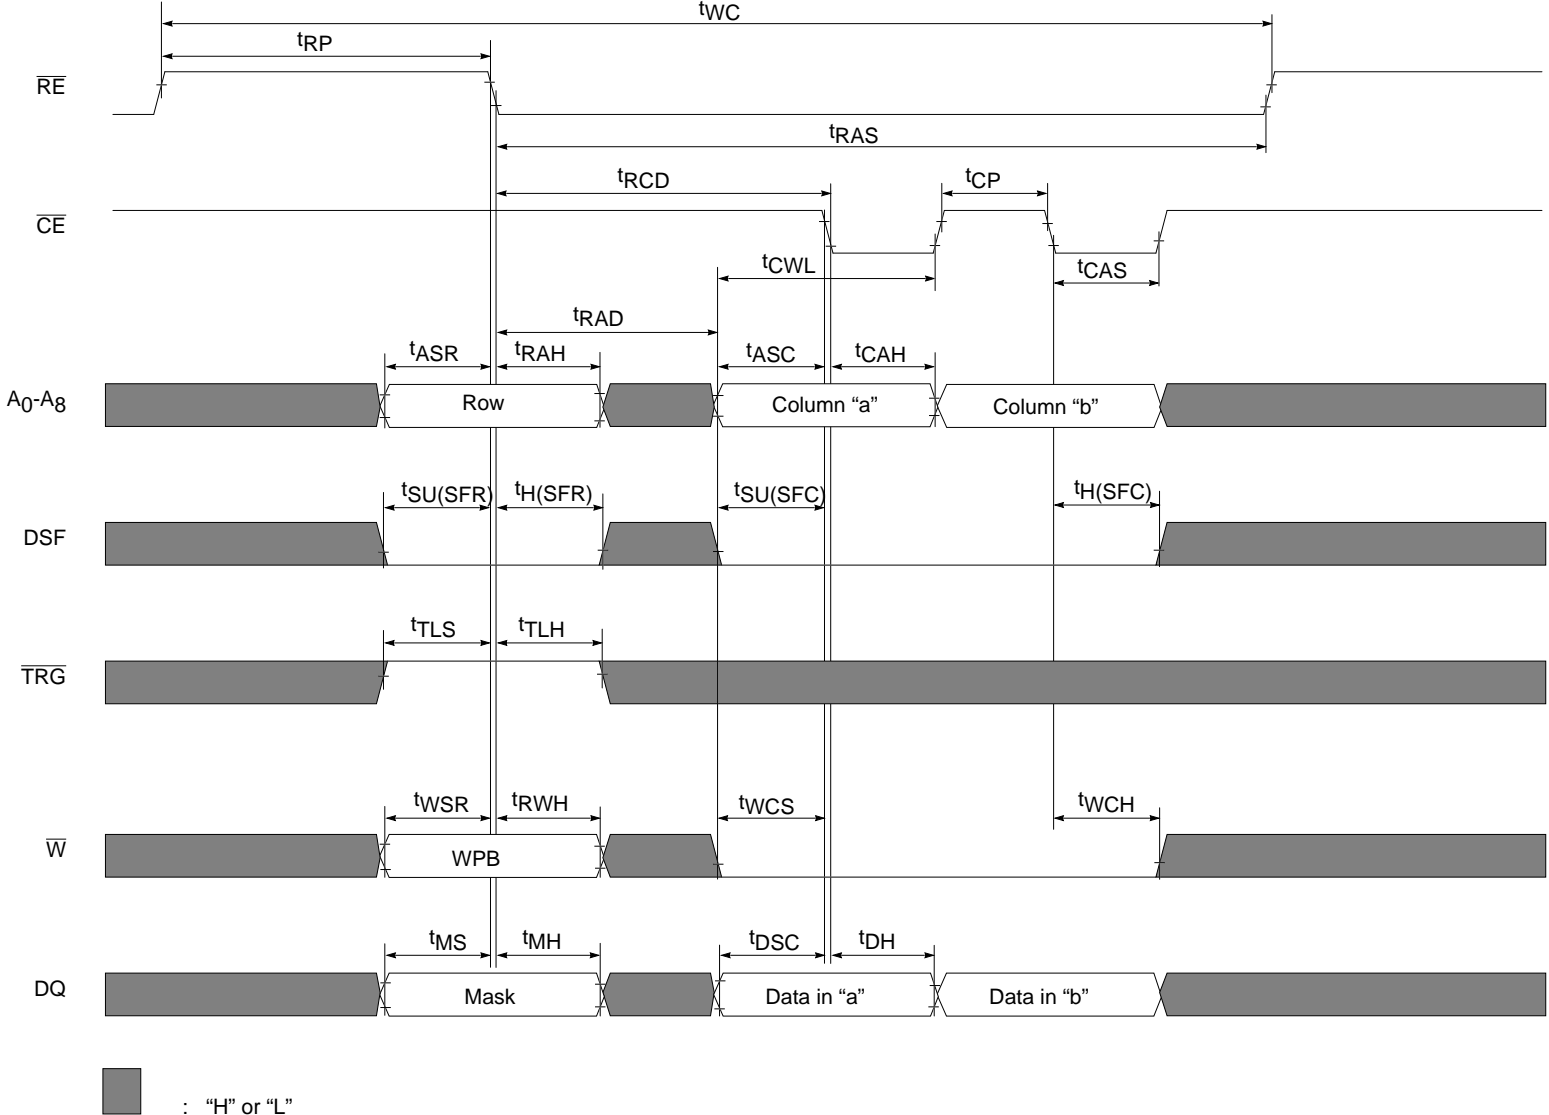 tWC
tRP
RE
tRAS
tRCD
tCP
CE
tCWL
tCAS
tRAD
tASR tRAH tASC tCAH
A0-A8 Row Column “a” Column “b”
tSU(SFR) tH(SFR) tSU(SFC) tH(SFC)
DSF
tTLS tTLH
TRG
tWSR tRWH tWCS tWCH
W WPB
tMS tMH tDSC tDH
DQ Mask Data in “a” Data in “b”
: “H” or “L”